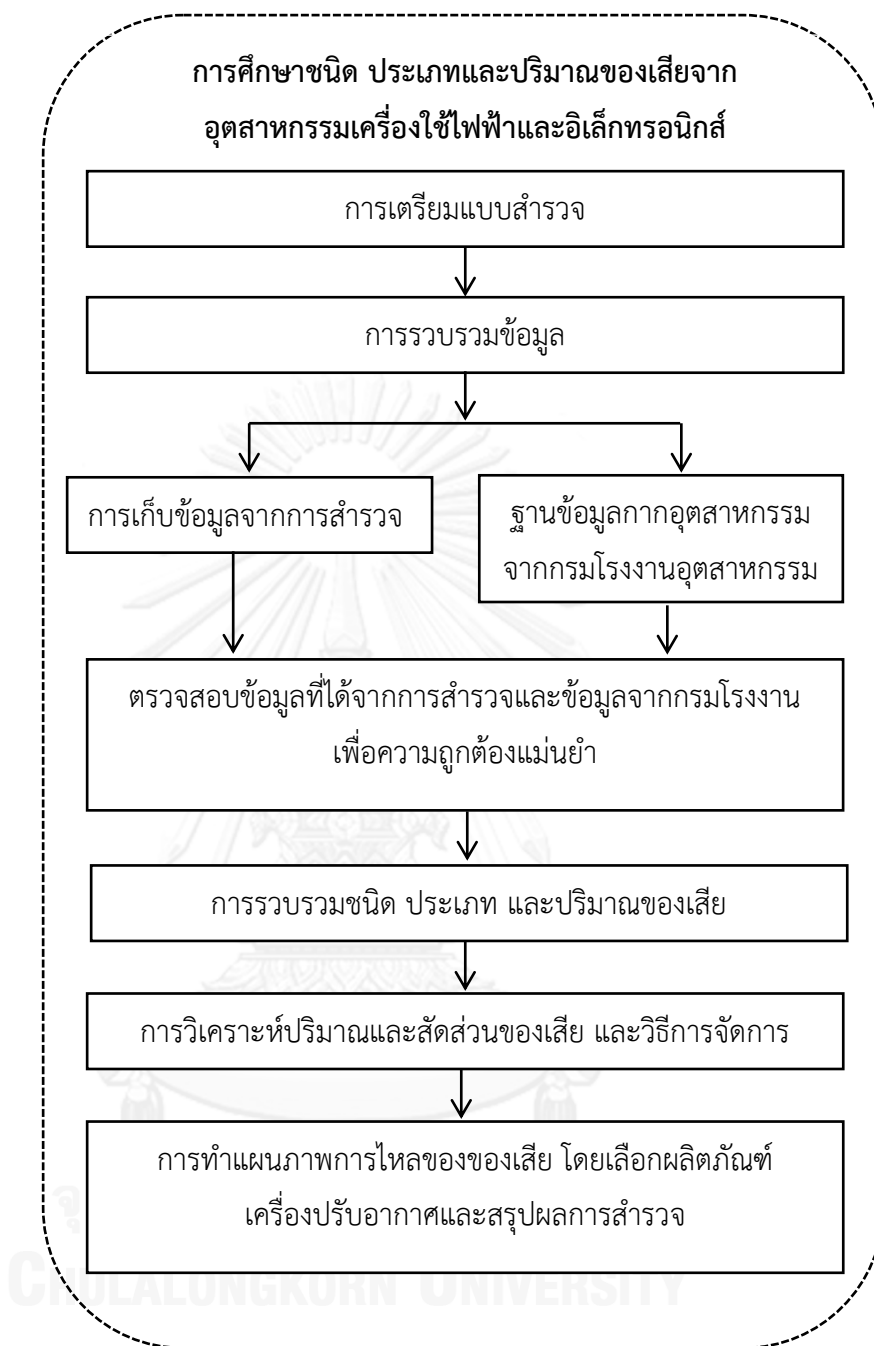 การศึกษาชนิด ประเภทและปริมาณของเสียจาก
อุตสาหกรรมเครื่องใช้ไฟฟ้าและอิเล็กทรอนิกส์
การเตรียมแบบสำรวจ
การรวบรวมข้อมูล
การเก็บข้อมูลจากการสำรวจ
ฐานข้อมูลกากอุตสาหกรรม
จากกรมโรงงานอุตสาหกรรม
ตรวจสอบข้อมูลที่ได้จากการสำรวจและข้อมูลจากกรมโรงงาน
เพื่อความถูกต้องแม่นยำ
การรวบรวมชนิด ประเภท และปริมาณของเสีย
การวิเคราะห์ปริมาณและสัดส่วนของเสีย และวิธีการจัดการ
การทำแผนภาพการไหลของของเสีย โดยเลือกผลิตภัณฑ์
เครื่องปรับอากาศและสรุปผลการสำรวจ
CHULALONGKORN UNIVERSITY